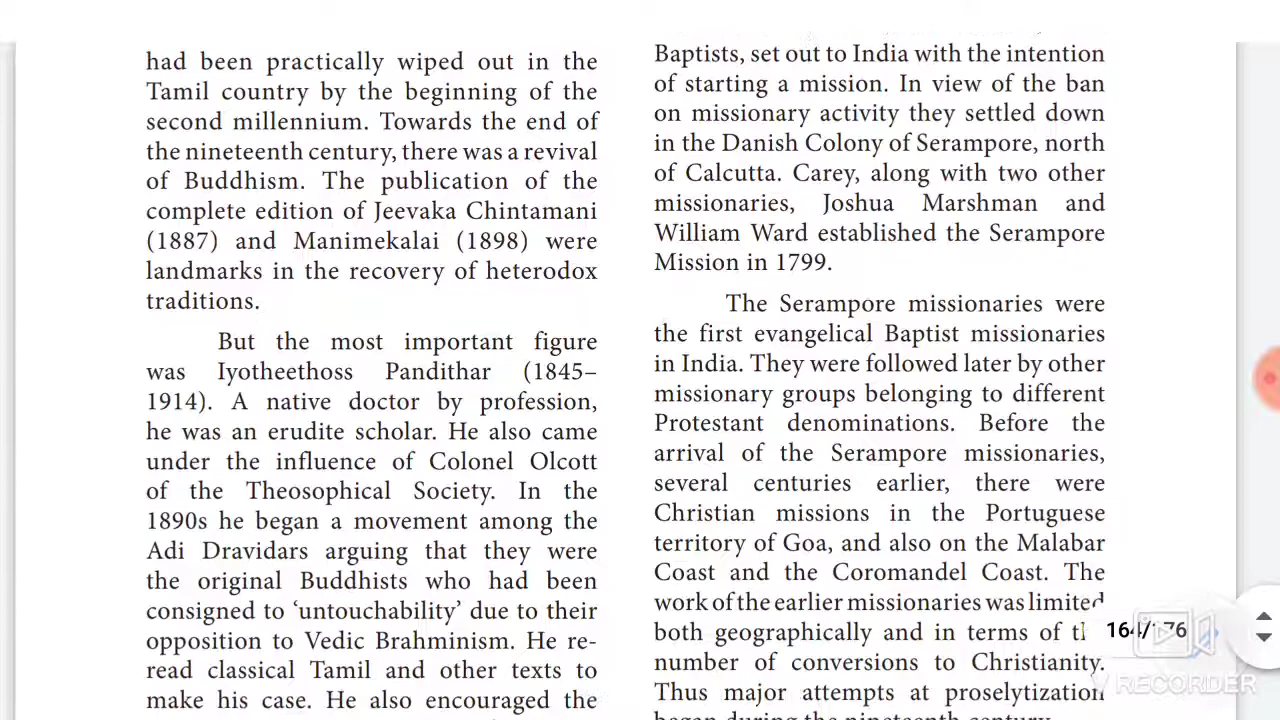 had been practically wiped out in the
Tamil country by the beginning of the
second millennium. Towards the end of
the nineteenth century, there was a revival
of Buddhism. The publication of the
complete edition of Jeevaka Chintamani
(1887) and Manimekalai (1898) were
landmarks in the recovery of heterodox
traditions.
But the most important figure
was Iyotheethoss Pandithar (1845–
1914). A native doctor by profession,
he was an erudite scholar. He also came
under the influence of Colonel Olcott
of the Theosophical Society. In the
1890s he began a movement among the
Adi Dravidars arguing that they were
the original Buddhists who had been
consigned to ‘untouchability’ due to their
opposition to Vedic Brahminism. He re-
read classical Tamil and other texts to
make his case. He also encouraged the
Baptists, set out to India with the intention
of starting a mission. In view of the ban
on missionary activity they settled down
in the Danish Colony of Serampore, north
of Calcutta. Carey, along with two other
missionaries, Joshua Marshman and
William Ward established the Serampore
Mission in 1799.
The Serampore missionaries were
the first evangelical Baptist missionaries
in India. They were followed later by other
missionary groups belonging to different
Protestant denominations. Before the
arrival of the Serampore missionaries,
several centuries earlier, there were
Christian missions in the Portuguese
territory of Goa, and also on the Malabar
Coast and the Coromandel Coast. The
work of the earlier missionaries was limited
both geographically and in terms of
number of conversions to Christianity.
Thus major attempts at proselytization
began during the nineteenth century.
164/176
RECORDER